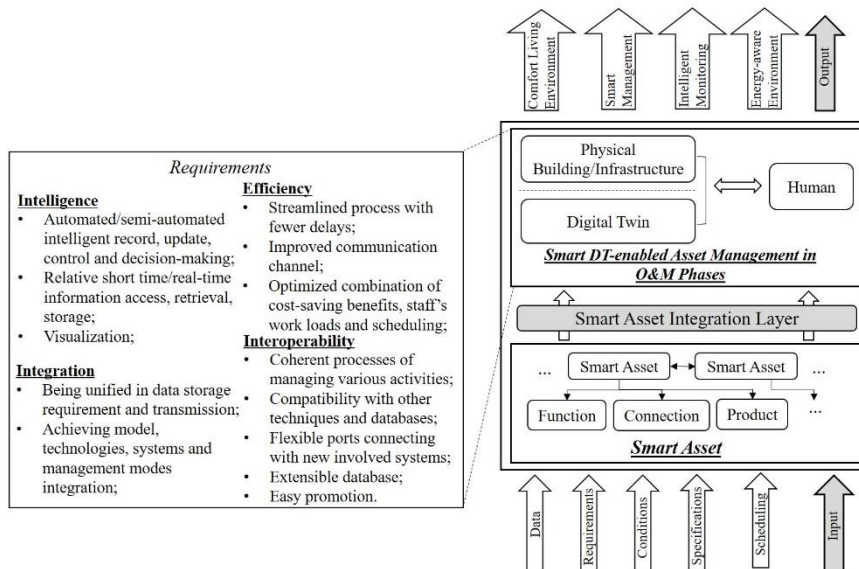 Requirements
Intelligence
• Automated/semi-automated
intelligent record, update,
control and decision-making;
• Relative short time/real-time
information access, retrieval,
storage;
• Visualization;
Integration
• Being unified in data storage
requirement and transmission;
• Achieving model,
technologies, systems and
management modes
integration;
Efficiency
• Streamlined process with
fewer delays;
• Improved communication
channel;
• Optimized combination of
cost-saving benefits, staff's
work loads and scheduling;
Interoperability
• Coherent processes of
managing various activities;
• Compatibility with other
techniques and databases;
• Flexible ports connecting
with new involved systems;
• Extensible database;
• Easy promotion.
Comfort Living
Environment
Smart
Management
Intelligent
Monitoring
Energy-aware
Environment
Output
Physical
Building/Infrastructure
Digital Twin
Human
Smart DT-enabled Asset Management in
O&M Phases
Smart Asset Integration Layer
... Smart Asset Smart Asset ...
Function Connection Product ...
Smart Asset
Data
Requirements
Conditions
Specifications
Scheduling
Input